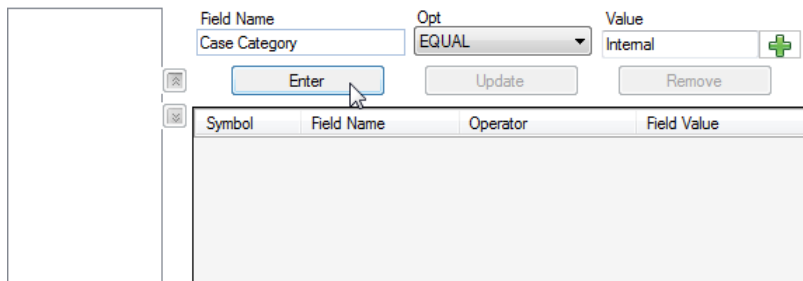 Field Name Opt Value
Case Category EQUAL Internal
Enter Update Remove
Symbol Field Name Operator Field Value